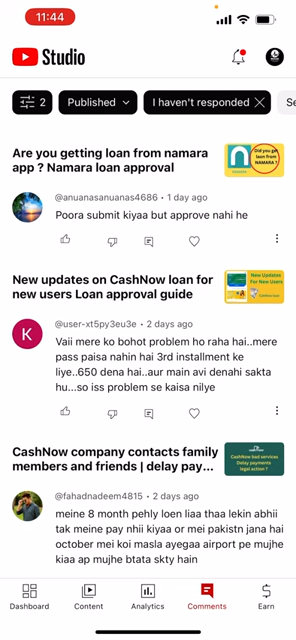 11:44
Studio
2
Published
I haven't responded
Se
Are you getting loan from namara
app ? Namara loan approval
Did you get
loan from
NAMARA ?
@anuanasanuanas4686 • 1 day ago
Poora submit kiyaa but approve nahi he
New updates on CashNow loan for
new users Loan approval guide
New Updates
For New Users
CashNow loan
K
@user-xt5py3eu3e • 2 days ago
Vaii mere ko bohot problem ho raha hai..mere
pass paisa nahin hai 3rd installment ke
liye..650 dena hai..aur main avi denahi sakta
hu...so iss problem se kaisa nilye
CashNow company contacts family
members and friends | delay pay...
CashNow bad services
Delay payments
legal action ?
@fahadnadeem4815 • 2 days ago
meine 8 month pehly loen liaa thaa lekin abhii
tak meine pay nhii kiyaa or mei pakistn jana hai
october mei koi masla ayegaa airport pe mujhe
kiaa ap mujhe btata skty hain
Dashboard
Content
Analytics
Comments
Earn